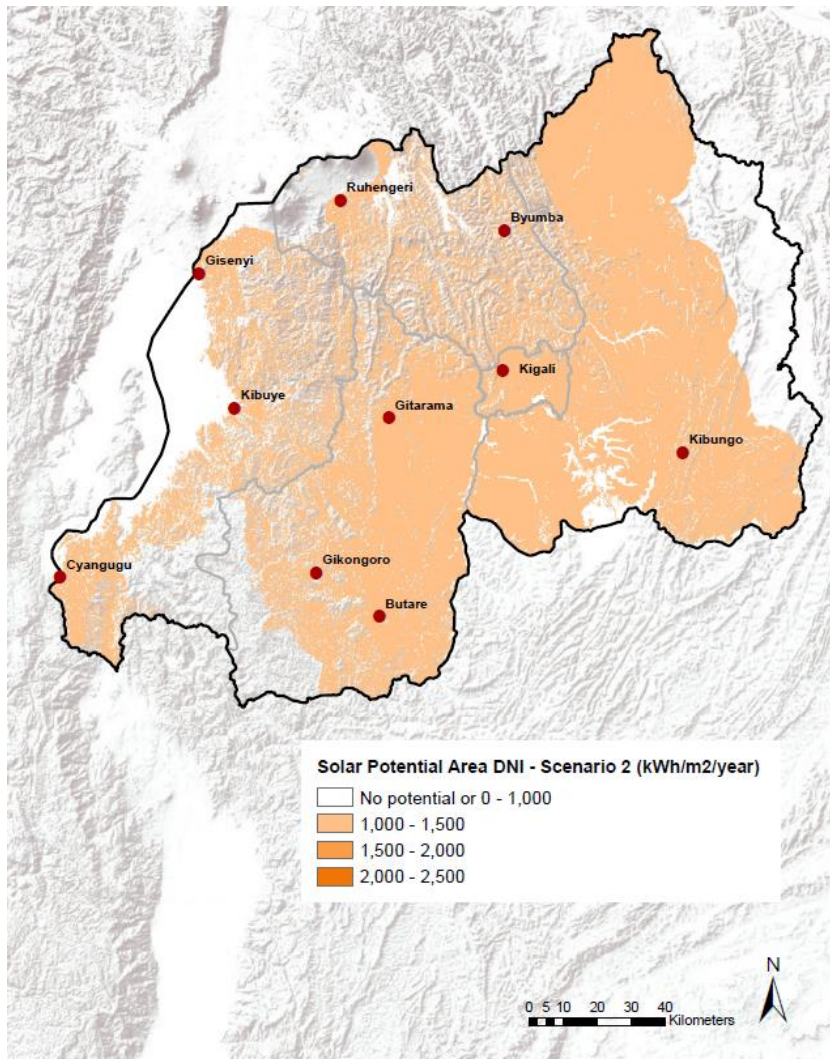 Ruhengeri
Byumba
Gisenyi
Kigali
Kibuye
Gitarama
Kibungo
Gikongoro
Cyangugu
Butare
Solar Potential Area DNI - Scenario 2 (kWh/m2/year)
No potential or 0 - 1,000
1,000 - 1,500
1,500 - 2,000
2,000 - 2,500
N
0 5 10 20 30 40
Kilometers